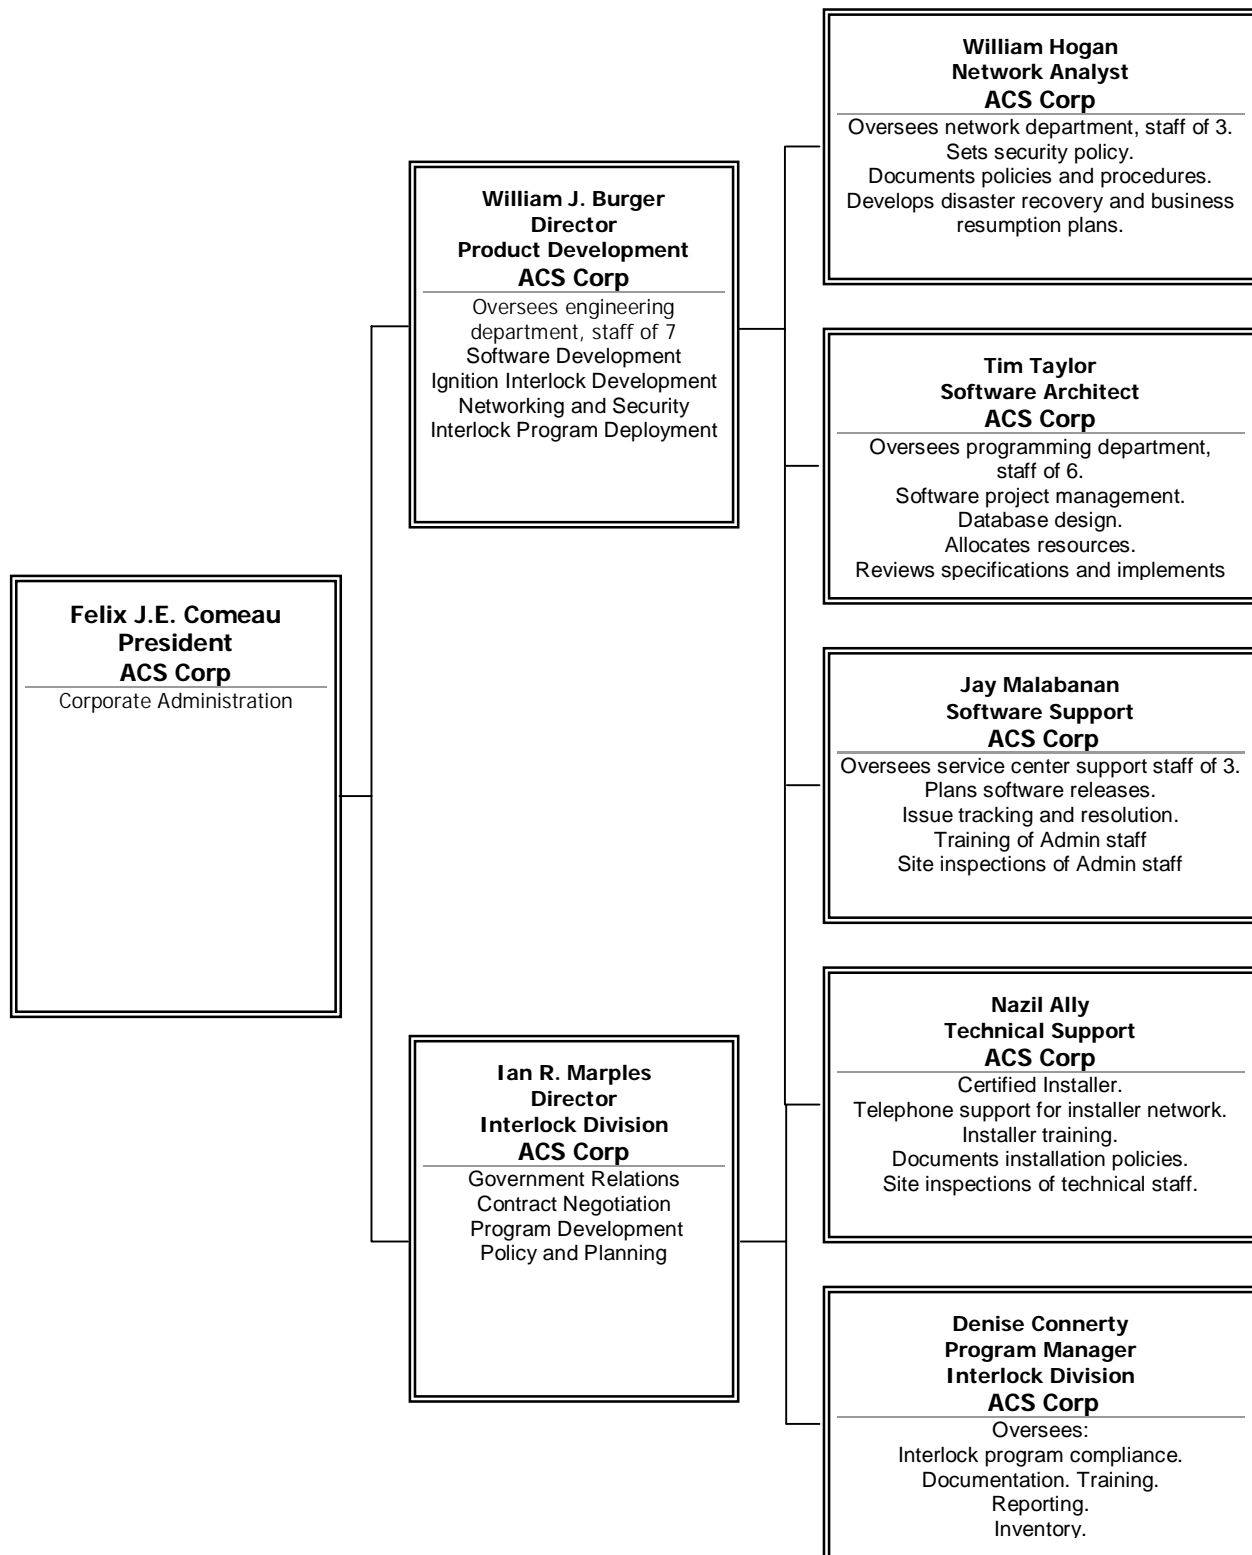 Felix J.E. Comeau
President
ACS Corp
Corporate Administration
William J. Burger
Director
Product Development
ACS Corp
Oversees engineering
department, staff of 7
Software Development
Ignition Interlock Development
Networking and Security
Interlock Program Deployment
Ian R. Marples
Director
Interlock Division
ACS Corp
Government Relations
Contract Negotiation
Program Development
Policy and Planning
William Hogan
Network Analyst
ACS Corp
Oversees network department, staff of 3.
Sets security policy.
Documents policies and procedures.
Develops disaster recovery and business
resumption plans.
Tim Taylor
Software Architect
ACS Corp
Oversees programming department,
staff of 6.
Software project management.
Database design.
Allocates resources.
Reviews specifications and implements
Jay Malabanan
Software Support
ACS Corp
Oversees service center support staff of 3.
Plans software releases.
Issue tracking and resolution.
Training of Admin staff
Site inspections of Admin staff
Nazil Ally
Technical Support
ACS Corp
Certified Installer.
Telephone support for installer network.
Installer training.
Documents installation policies.
Site inspections of technical staff.
Denise Connerty
Program Manager
Interlock Division
ACS Corp
Oversees:
Interlock program compliance.
Documentation. Training.
Reporting.
Inventory.